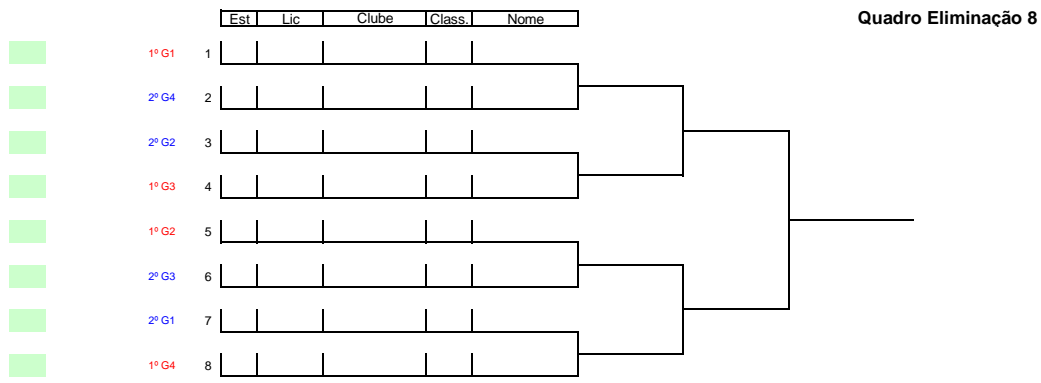 Est Lic Clube Class. Nome Quadro Eliminação 8
1º G1 1
2º G4 2
2º G2 3
1º G3 4
1º G2 5
2º G3 6
2º G1 7
1º G4 8